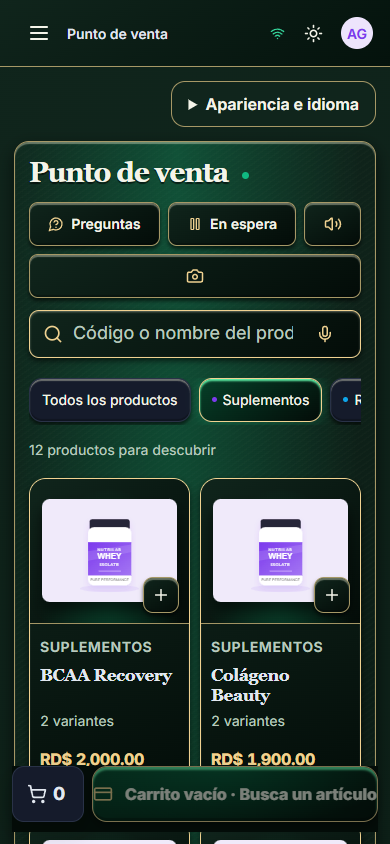 Punto de venta
AG
Apariencia e idioma
Punto de venta
Preguntas
En espera
Código o nombre del prod
Todos los productos
Suplementos
R
12 productos para descubrir
WHEY
ISOLATE
WHEY
ISOLATE
SUPLEMENTOS
BCAA Recovery
2 variantes
RD$ 2,000.00
SUPLEMENTOS
Colágeno
Beauty
2 variantes
RD$ 1,900.00
0
Carrito vacío · Busca un artículo